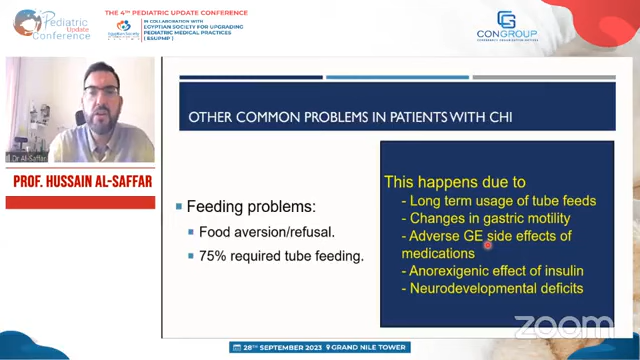 Pediatric
Update
Conference
THE 4TH PEDIATRIC UPDATE CONFERENCE
IN COLLABORATION WITH
EGYPTIAN SOCIETY FOR UPGRADING
PEDIATRIC MEDICAL PRACTICES
( ESUPMP )
CONGROUP
Dr Al-Saffar
PROF. HUSSAIN AL-SAFFAR
OTHER COMMON PROBLEMS IN PATIENTS WITH CHI
Feeding problems:
Food aversion/refusal.
75% required tube feeding.
This happens due to
- Long term usage of tube feeds
- Changes in gastric motility
- Adverse GE side effects of
medications
- Anorexigenic effect of insulin
- Neurodevelopmental deficits
zoom
28TH SEPTEMBER 2023 GRAND NILE TOWER